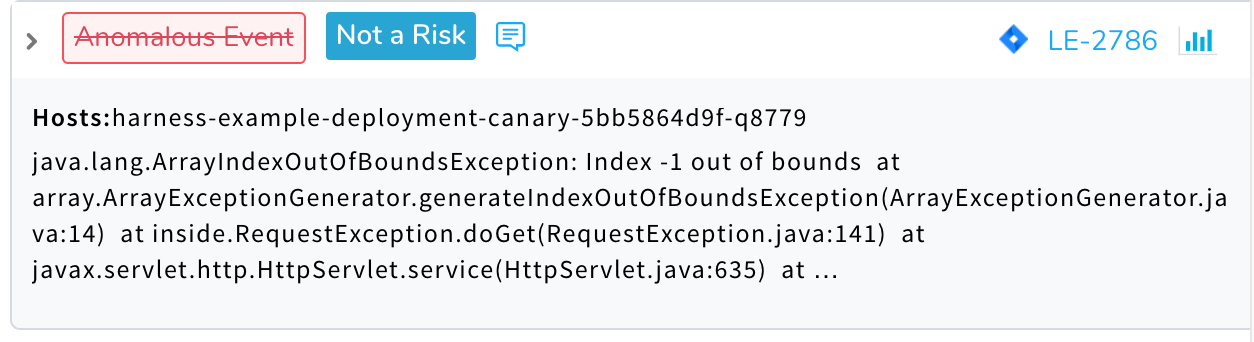 Anomalous Event Not a Risk LE-2786
Hosts:harness-example-deployment-canary-5bb5864d9f-q8779
java.lang.ArrayIndexOutOfBoundsException: Index -1 out of bounds  at
array.ArrayExceptionGenerator.generateIndexOutOfBoundsException(ArrayExceptionGenerator.ja
va:14)  at inside.RequestException.doGet(RequestException.java:141)  at
javax.servlet.http.HttpServlet.service(HttpServlet.java:635)  at ...